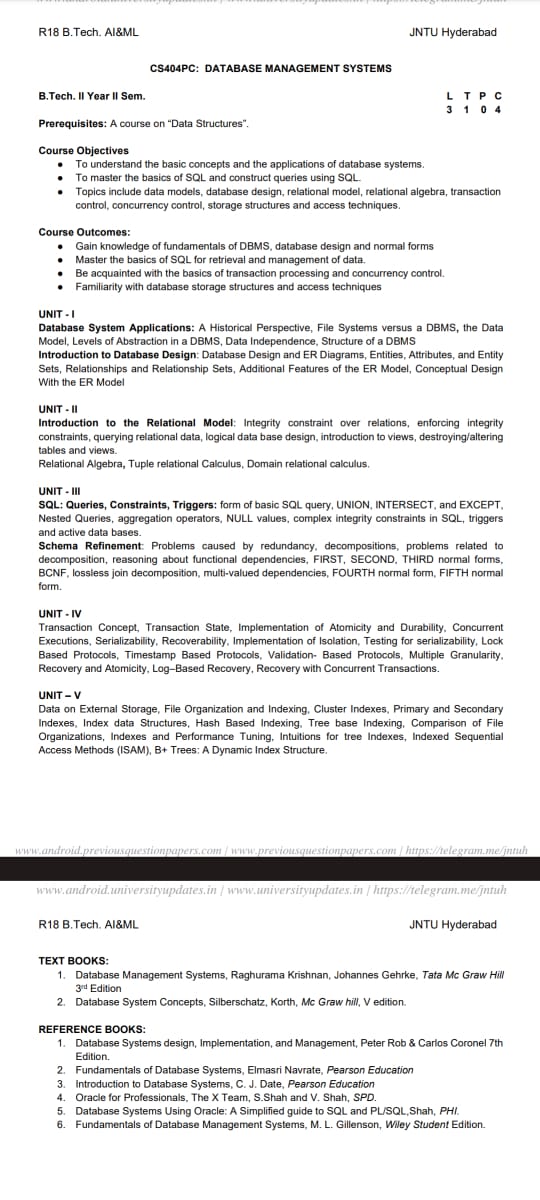 R18 B.Tech. AI&ML JNTU Hyderabad
CS404PC: DATABASE MANAGEMENT SYSTEMS
B.Tech. II Year II Sem. L T P C
3 1 0 4
Prerequisites: A course on “Data Structures”.
Course Objectives
• To understand the basic concepts and the applications of database systems.
• To master the basics of SQL and construct queries using SQL.
• Topics include data models, database design, relational model, relational algebra, transaction
control, concurrency control, storage structures and access techniques.
Course Outcomes:
• Gain knowledge of fundamentals of DBMS, database design and normal forms
• Master the basics of SQL for retrieval and management of data.
• Be acquainted with the basics of transaction processing and concurrency control.
• Familiarity with database storage structures and access techniques
UNIT - I
Database System Applications: A Historical Perspective, File Systems versus a DBMS, the Data
Model, Levels of Abstraction in a DBMS, Data Independence, Structure of a DBMS
Introduction to Database Design: Database Design and ER Diagrams, Entities, Attributes, and Entity
Sets, Relationships and Relationship Sets, Additional Features of the ER Model, Conceptual Design
With the ER Model
UNIT - II
Introduction to the Relational Model: Integrity constraint over relations, enforcing integrity
constraints, querying relational data, logical data base design, introduction to views, destroying/altering
tables and views.
Relational Algebra, Tuple relational Calculus, Domain relational calculus.
UNIT - III
SQL: Queries, Constraints, Triggers: form of basic SQL query, UNION, INTERSECT, and EXCEPT,
Nested Queries, aggregation operators, NULL values, complex integrity constraints in SQL, triggers
and active data bases.
Schema Refinement: Problems caused by redundancy, decompositions, problems related to
decomposition, reasoning about functional dependencies, FIRST, SECOND, THIRD normal forms,
BCNF, lossless join decomposition, multi-valued dependencies, FOURTH normal form, FIFTH normal
form.
UNIT - IV
Transaction Concept, Transaction State, Implementation of Atomicity and Durability, Concurrent
Executions, Serializability, Recoverability, Implementation of Isolation, Testing for serializability, Lock
Based Protocols, Timestamp Based Protocols, Validation- Based Protocols, Multiple Granularity,
Recovery and Atomicity, Log–Based Recovery, Recovery with Concurrent Transactions.
UNIT – V
Data on External Storage, File Organization and Indexing, Cluster Indexes, Primary and Secondary
Indexes, Index data Structures, Hash Based Indexing, Tree base Indexing, Comparison of File
Organizations, Indexes and Performance Tuning, Intuitions for tree Indexes, Indexed Sequential
Access Methods (ISAM), B+ Trees: A Dynamic Index Structure.
www.android.previousquestionpapers.com | www.previousquestionpapers.com | https://telegram.me/jntuh
www.android.universityupdates.in | www.universityupdates.in | https://telegram.me/jntuh
R18 B.Tech. AI&ML JNTU Hyderabad
TEXT BOOKS:
1. Database Management Systems, Raghurama Krishnan, Johannes Gehrke, Tata Mc Graw Hill
3rd Edition
2. Database System Concepts, Silberschatz, Korth, Mc Graw hill, V edition.
REFERENCE BOOKS:
1. Database Systems design, Implementation, and Management, Peter Rob & Carlos Coronel 7th
Edition.
2. Fundamentals of Database Systems, Elmasri Navrate, Pearson Education
3. Introduction to Database Systems, C. J. Date, Pearson Education
4. Oracle for Professionals, The X Team, S.Shah and V. Shah, SPD.
5. Database Systems Using Oracle: A Simplified guide to SQL and PL/SQL,Shah, PHI.
6. Fundamentals of Database Management Systems, M. L. Gillenson, Wiley Student Edition.